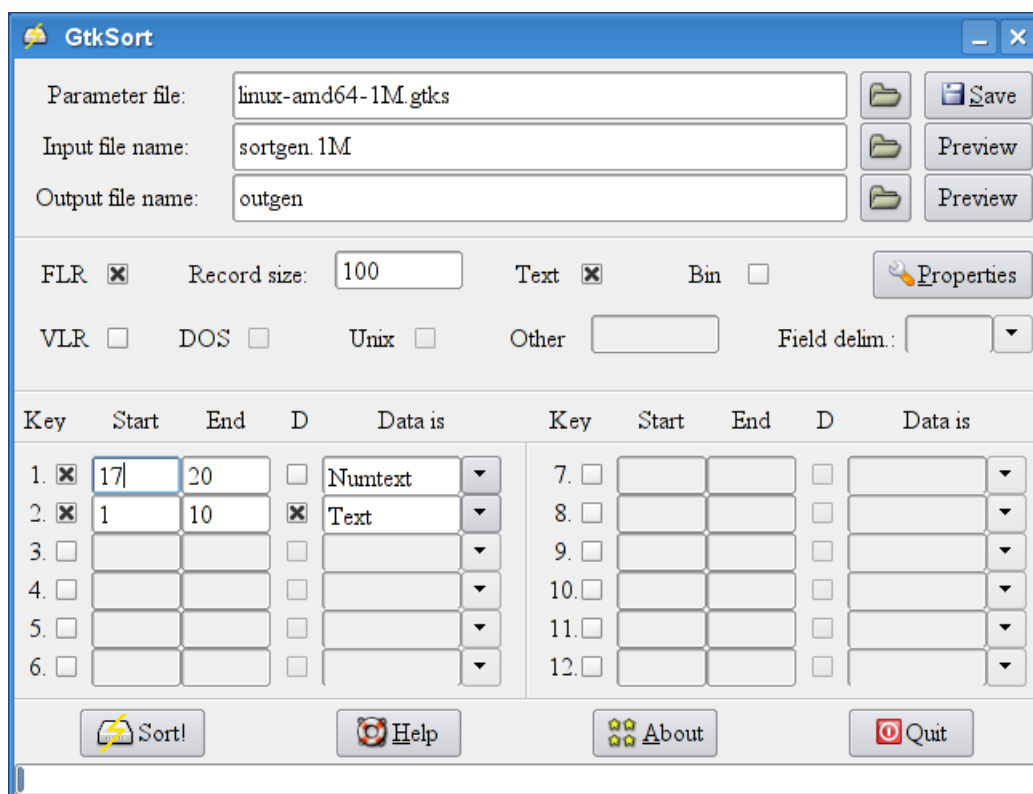 GtkSort
Parameter file: linux-amd64-1M.gtks Save
Input file name: sortgen.1M Preview
Output file name: outgen Preview
FLR Record size: 100 Text Bin Properties
VLR DOS Unix Other Field delim.:
Key Start End D Data is Key Start End D Data is
1. 17 20 Numtext 7.
2. 1 10 Text 8.
3. 9.
4. 10.
5. 11.
6. 12.
Sort! Help About Quit